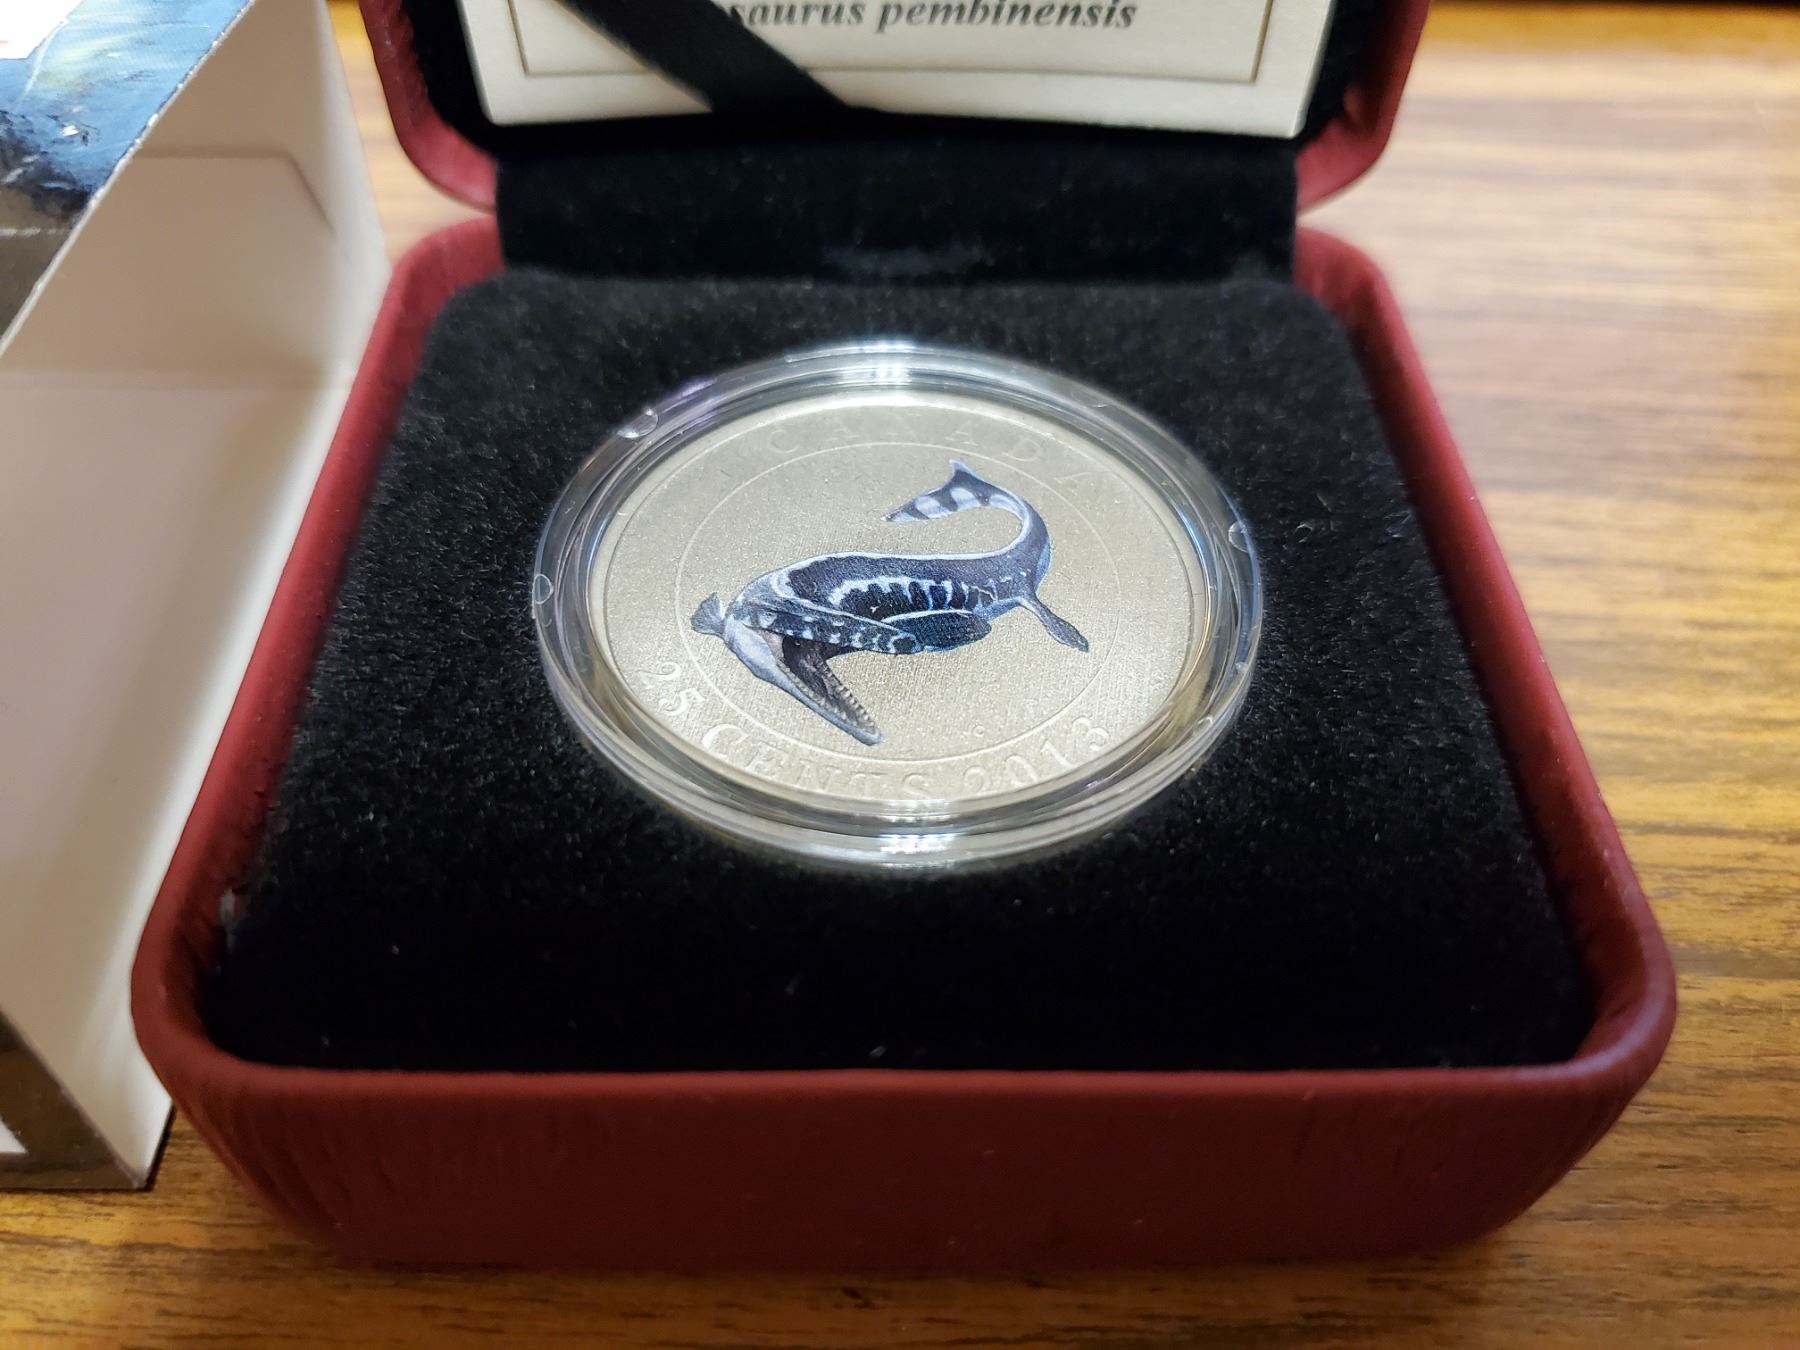 saurus pembinensis
CANADA
25 CENTS 2013